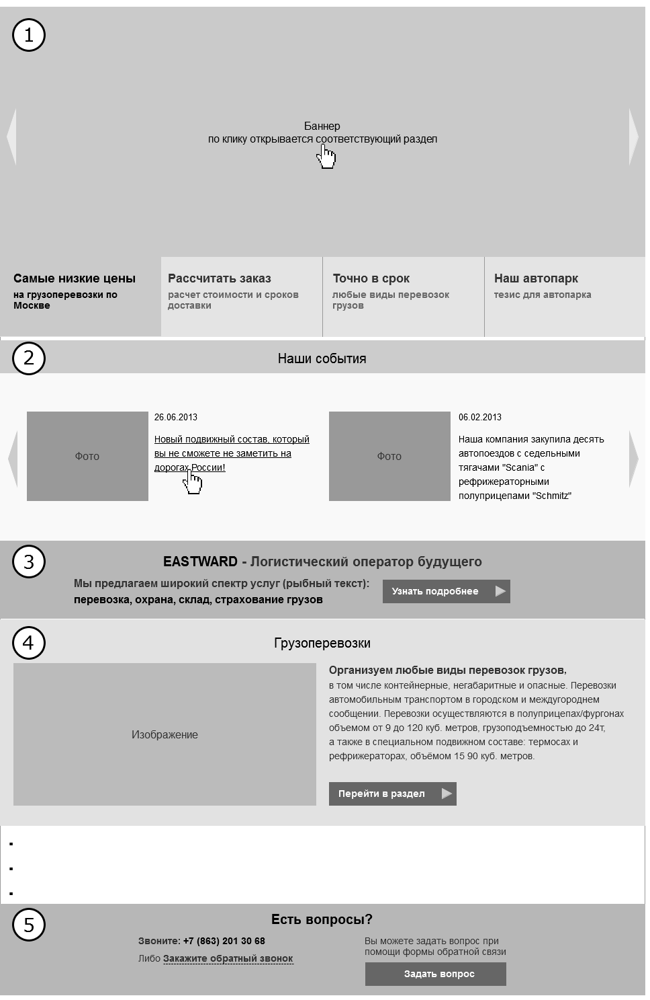 1
Баннер
по клику открывается соответствующий раздел
Самые низкие цены
на грузоперевозки по
Москве
Рассчитать заказ
расчет стоимости и сроков
доставки
Точно в срок
любые виды перевозок
грузов
Наш автопарк
тезис для автопарка
2
Наши события
Фото
26.06.2013
Новый подвижный состав, который
вы не сможете не заметить на
дорогах России!
Фото
06.02.2013
Наша компания закупила десять
автопоездов с седельными
тягачами "Scania" с
рефрижераторными
полуприцепами "Schmitz"
3
EASTWARD - Логистический оператор будущего
Мы предлагаем широкий спектр услуг (рыбный текст):
перевозка, охрана, склад, страхование грузов
Узнать подробнее
4
Грузоперевозки
Изображение
Организуем любые виды перевозок грузов,
в том числе контейнерные, негабаритные и опасные. Перевозки
автомобильным транспортом в городском и междугороднем
сообщении. Перевозки осуществляются в полуприцепах/фургонах
объемом от 9 до 120 куб. метров, грузоподъемностью до 24т,
а также в специальном подвижном составе: термосах и
рефрижераторах, объёмом 15 90 куб. метров.
Перейти в раздел
5
Есть вопросы?
Звоните: +7 (863) 201 30 68
Либо Закажите обратный звонок
Вы можете задать вопрос при
помощи формы обратной связи
Задать вопрос